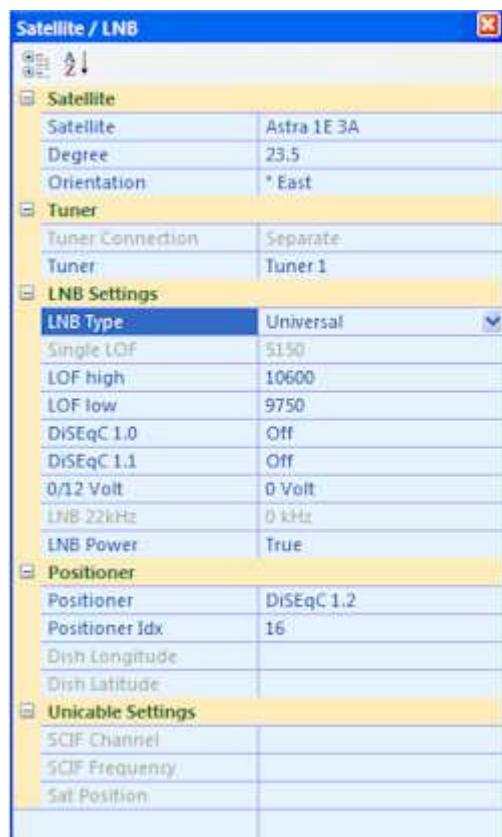 Satellite / LNB
A
Z
Satellite
Satellite Astra 1E 3A
Degree 23.5
Orientation ° East
Tuner
Tuner Connection Separate
Tuner Tuner 1
LNB Settings
LNB Type Universal
Single LOF 5150
LOF high 10600
LOF low 9750
DiSEqC 1.0 Off
DiSEqC 1.1 Off
0/12 Volt 0 Volt
LNB 22kHz 0 kHz
LNB Power True
Positioner
Positioner DiSEqC 1.2
Positioner Idx 16
Dish Longitude
Dish Latitude
Unicable Settings
SCIF Channel
SCIF Frequency
Sat Position